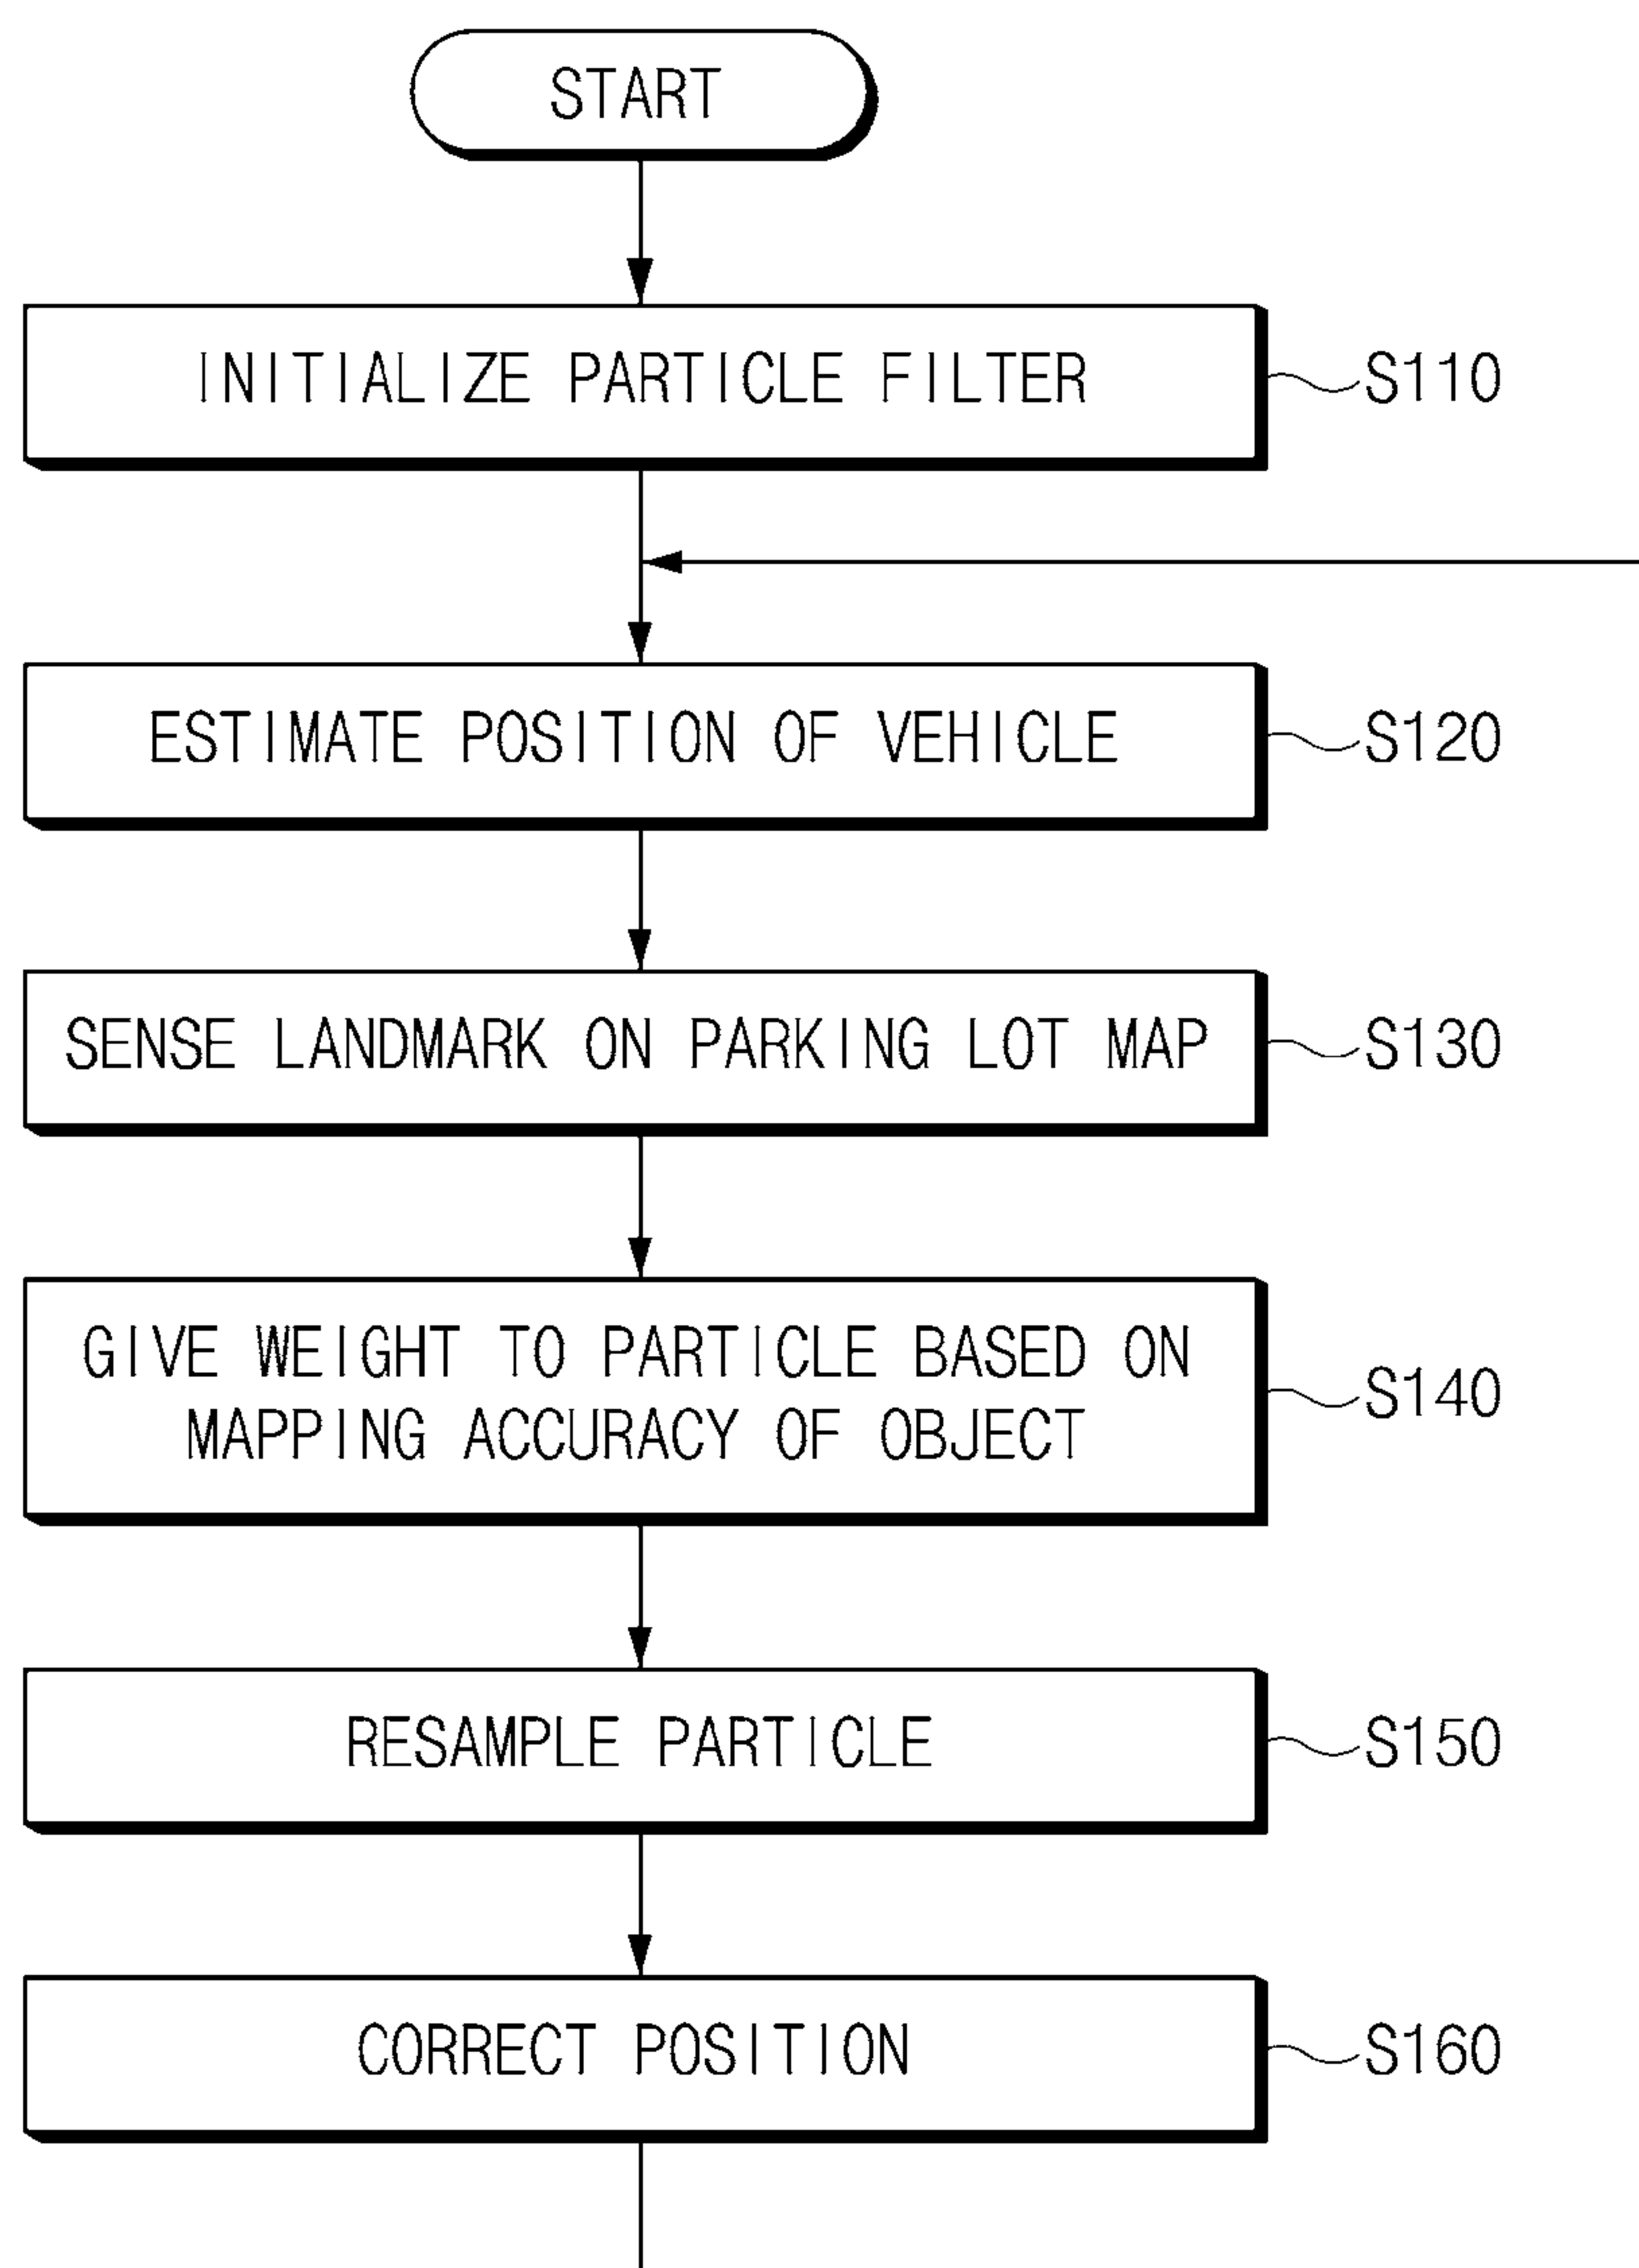 START
INITIALIZE PARTICLE FILTER
S110
ESTIMATE POSITION OF VEHICLE
S120
SENSE LANDMARK ON PARKING LOT MAP
S130
GIVE WEIGHT TO PARTICLE BASED ON
MAPPING ACCURACY OF OBJECT
S140
RESAMPLE PARTICLE
S150
CORRECT POSITION
S160